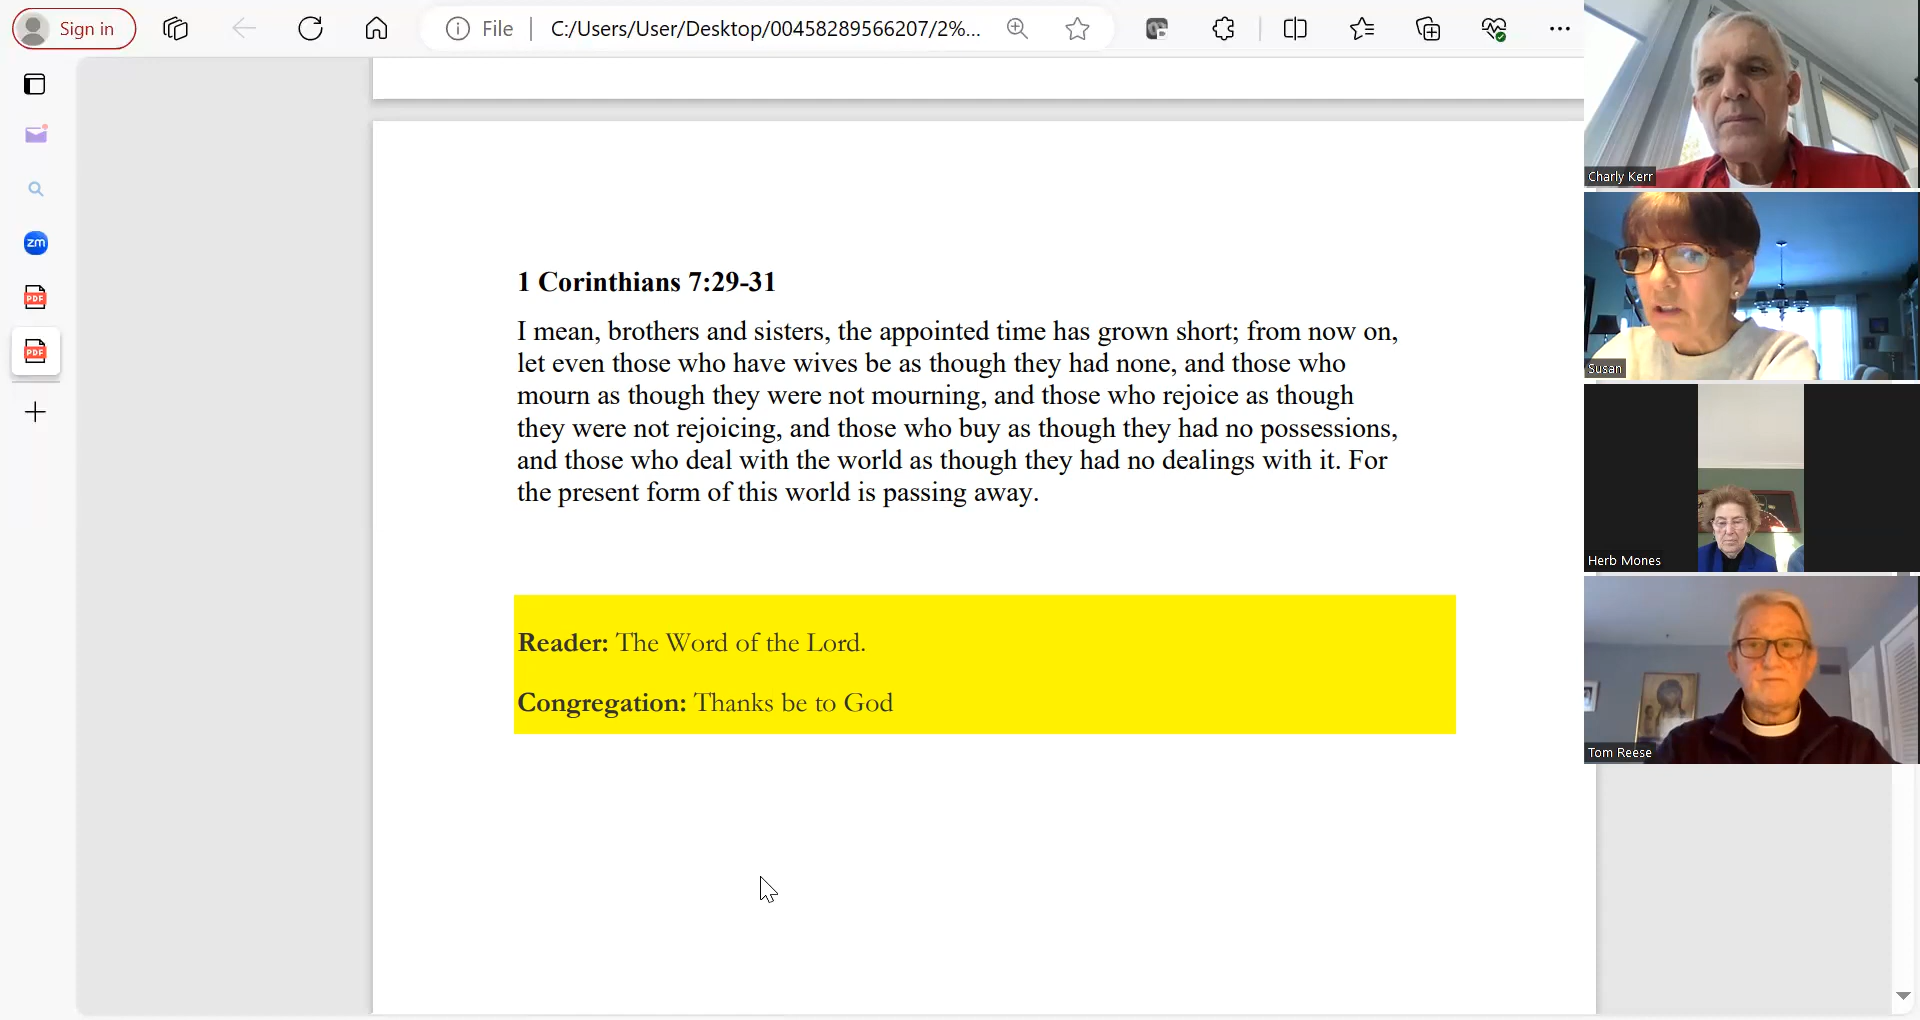 Sign in
File
C:/Users/User/Desktop/00458289566207/2%...
zm
PDF
PDF
1 Corinthians 7:29-31
I mean, brothers and sisters, the appointed time has grown short; from now on,
let even those who have wives be as though they had none, and those who
mourn as though they were not mourning, and those who rejoice as though
they were not rejoicing, and those who buy as though they had no possessions,
and those who deal with the world as though they had no dealings with it. For
the present form of this world is passing away.
Reader: The Word of the Lord.
Congregation: Thanks be to God
Charly Kerr
Susan
Herb Mones
Tom Reese